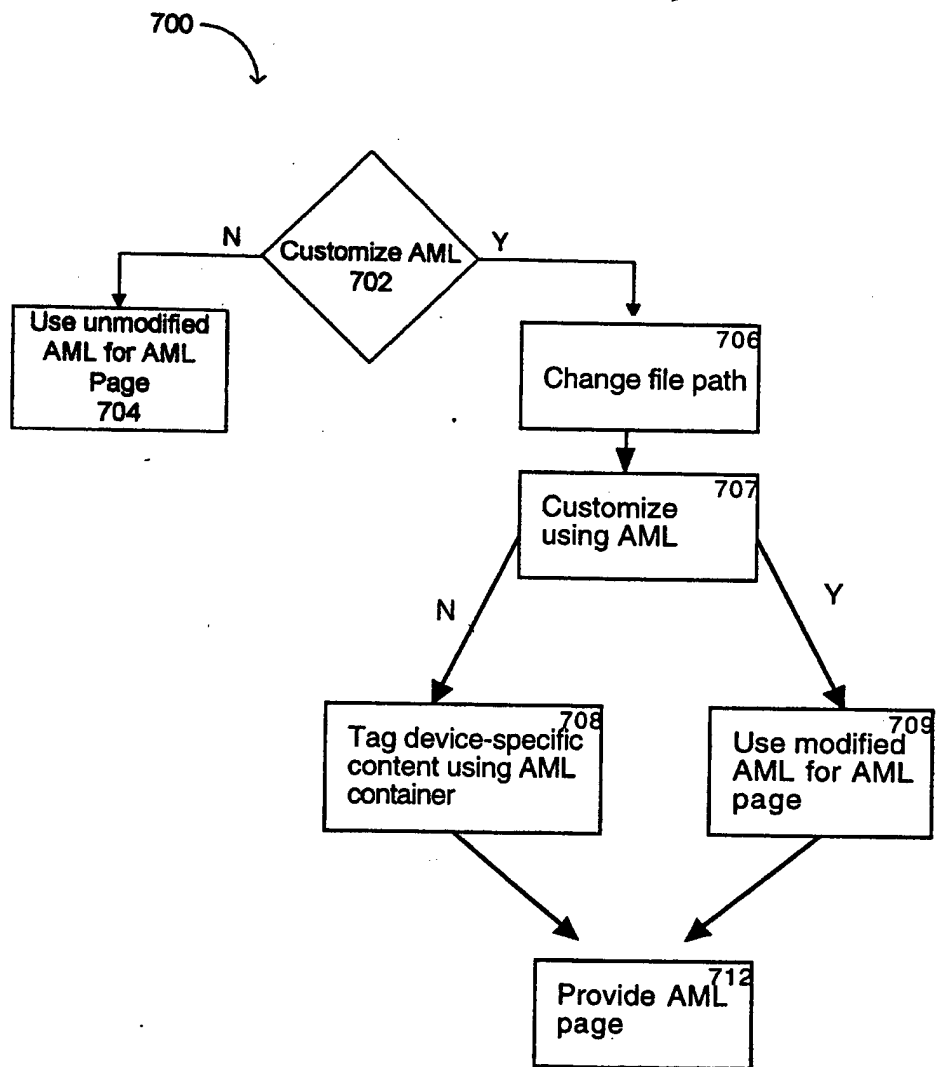 700
N
Customize AML
702
Y
Use unmodified
AML for AML
Page
704
706
Change file path
707
Customize
using AML
N
Y
708
Tag device-specific
content using AML
container
709
Use modified
AML for AML
page
712
Provide AML
page